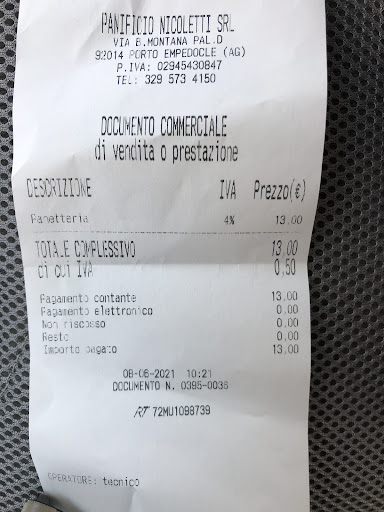 PANIFICIO NICOLETTI SRL
VIA B.MONTANA PAL.D
92014 PORTO EMPEDOCLE (AG)
P.IVA: 02945430847
TEL: 329 573 4150
DOCUMENTO COMMERCIALE
di vendita o prestazione
DESCRIZIONE IVA Prezzo(€)
Panetteria 4% 13,00
TOTALE COMPLESSIVO 13,00
di cui IVA 0,50
Pagamento contante 13,00
Pagamento elettronico 0,00
Non riscosso 0,00
Resto 0,00
Importo pagato 13,00
08-06-2021 10:21
DOCUMENTO N. 0385-0036
RT 72MU1098739
OPERATORE: tecnico